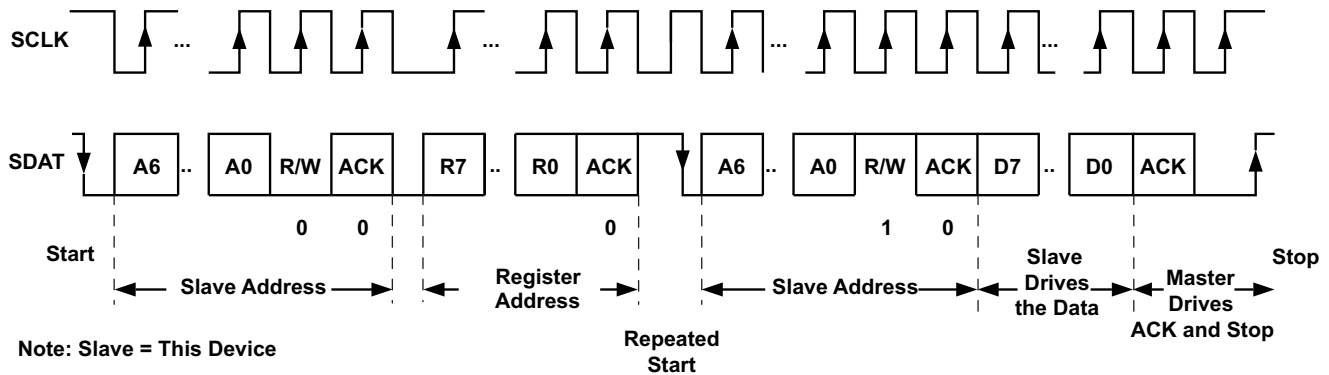 SCLK ... ... ... ...
SDAT A6 .. A0 R/W ACK R7 .. R0 ACK A6 .. A0 R/W ACK D7 .. D0 ACK
0 0 0 1 0
Start
Slave Address
Register
Address
Repeated
Start
Slave Address
Slave
Drives
the Data
Master
Drives
ACK and Stop
Stop
Note: Slave = This Device